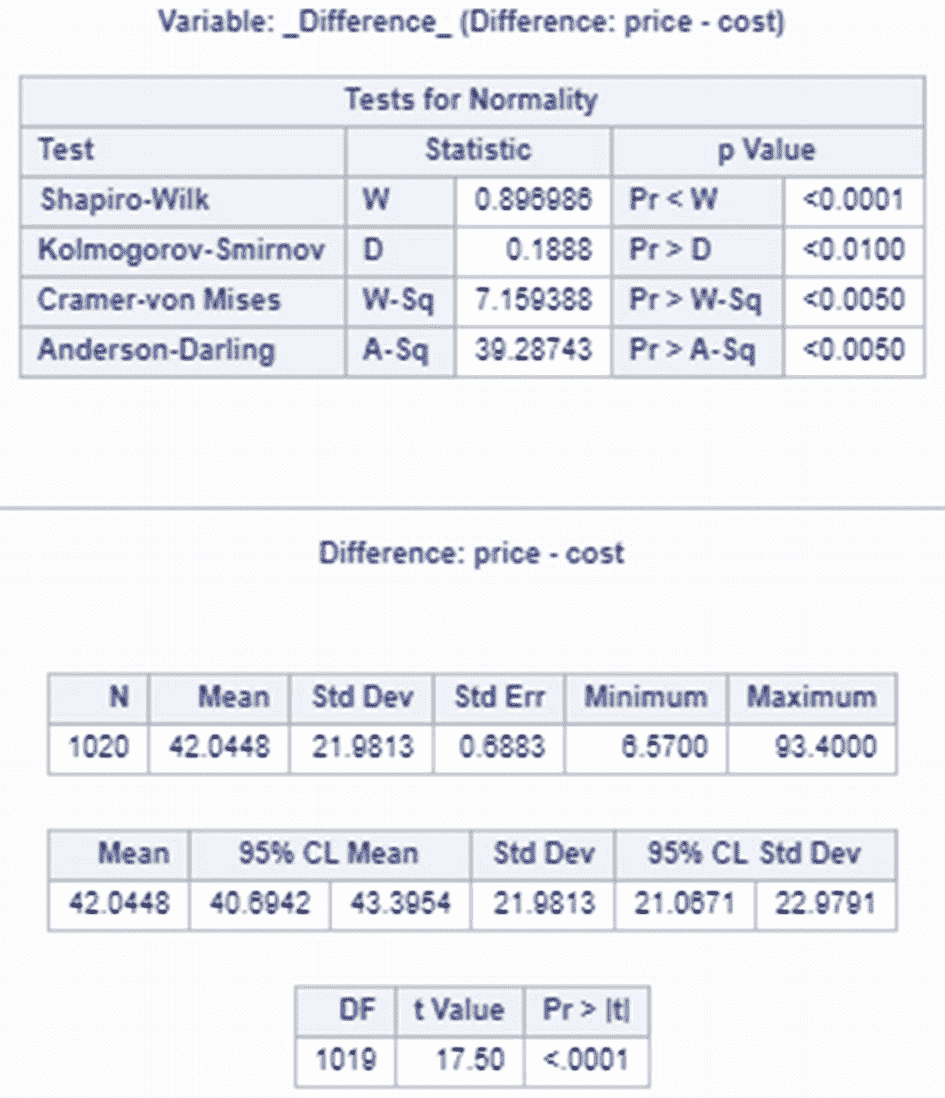 Variable: _Difference_ (Difference: price - cost)
Tests for Normality
Test Statistic p Value
Shapiro-Wilk W 0.896986 Pr < W <0.0001
Kolmogorov-Smirnov D 0.1888 Pr > D <0.0100
Cramer-von Mises W-Sq 7.159388 Pr > W-Sq <0.0050
Anderson-Darling A-Sq 39.28743 Pr > A-Sq <0.0050
Difference: price - cost
N Mean Std Dev Std Err Minimum Maximum
1020 42.0448 21.9813 0.6883 6.5700 93.4000
Mean 95% CL Mean Std Dev 95% CL Std Dev
42.0448 40.6942 43.3954 21.9813 21.0671 22.9791
DF t Value Pr > |t|
1019 17.50 <.0001